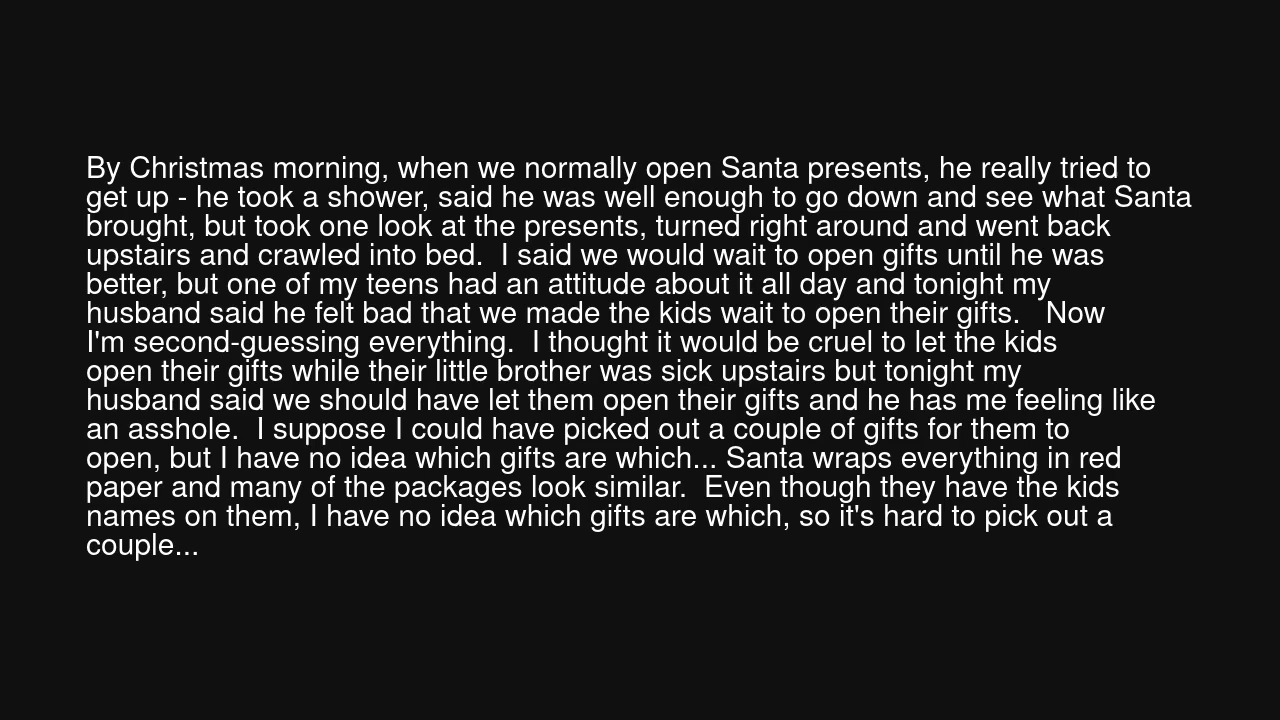 By Christmas morning, when we normally open Santa presents, he really tried to
get up - he took a shower, said he was well enough to go down and see what Santa
brought, but took one look at the presents, turned right around and went back
upstairs and crawled into bed.  I said we would wait to open gifts until he was
better, but one of my teens had an attitude about it all day and tonight my
husband said he felt bad that we made the kids wait to open their gifts.   Now
I'm second-guessing everything.  I thought it would be cruel to let the kids
open their gifts while their little brother was sick upstairs but tonight my
husband said we should have let them open their gifts and he has me feeling like
an asshole.  I suppose I could have picked out a couple of gifts for them to
open, but I have no idea which gifts are which... Santa wraps everything in red
paper and many of the packages look similar.  Even though they have the kids
names on them, I have no idea which gifts are which, so it's hard to pick out a
couple...